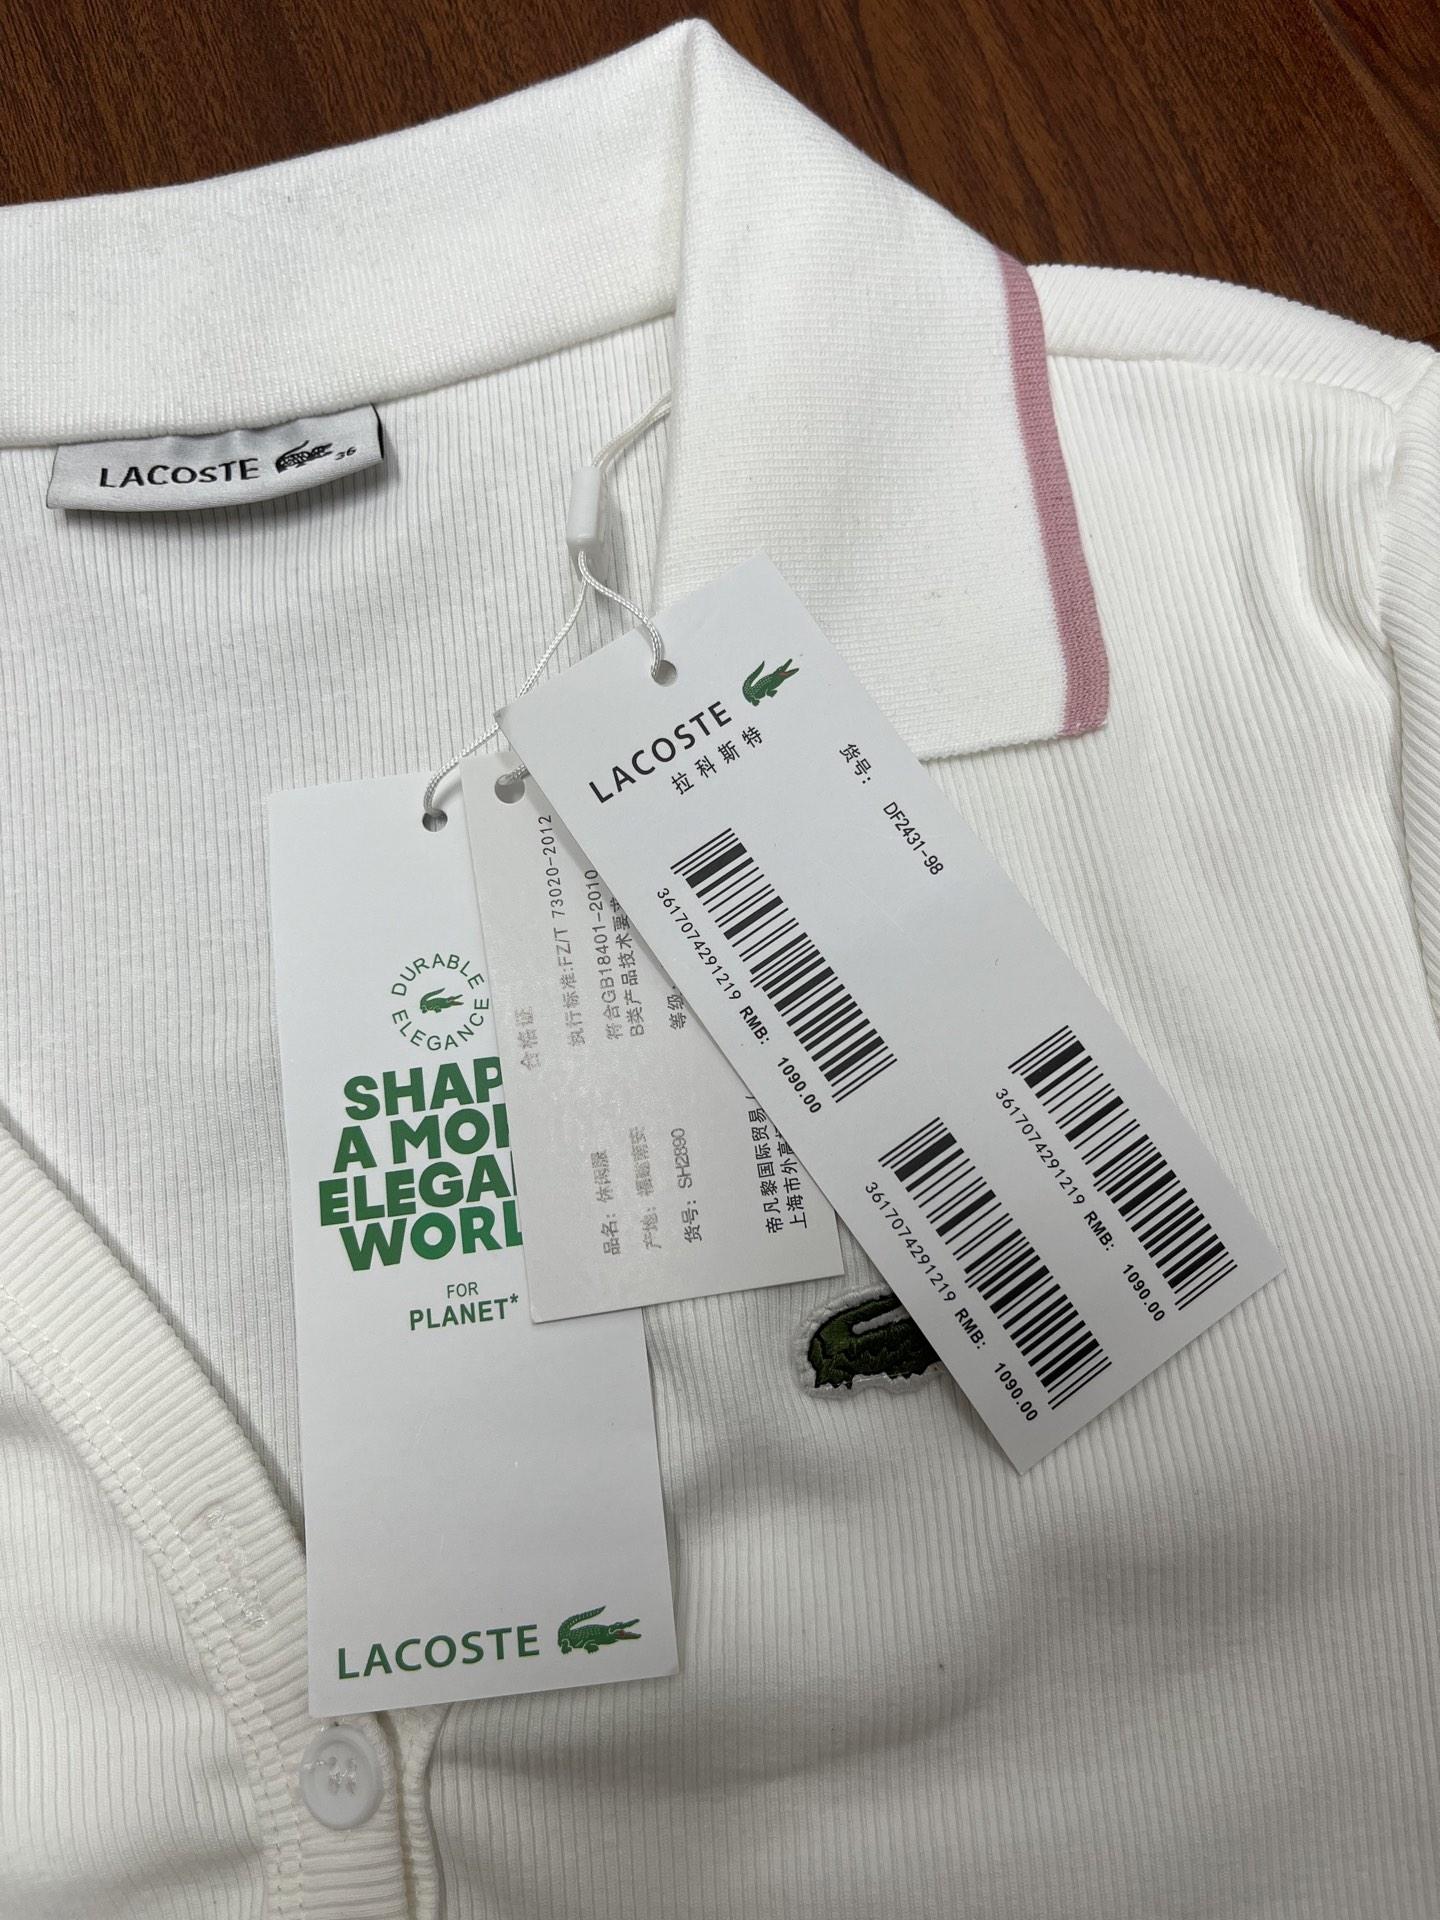 LACOSTE 36
LACOSTE
拉科斯特
货号: DF2431-98
3617074291219 RMB: 1090.00
3617074291219 RMB: 1090.00
3617074291219 RMB: 1090.00
合格证
执行标准:FZ/T 73020-2012
符合GB18401-2010
B类产品技术要求
等级
品名: 休闲服
产地: 福建南安
货号: SH2890
帝凡黎国际贸易
上海市外高
DURABLE ELEGANCE
SHAP
A MO
ELEGA
WORL
FOR
PLANET*
LACOSTE